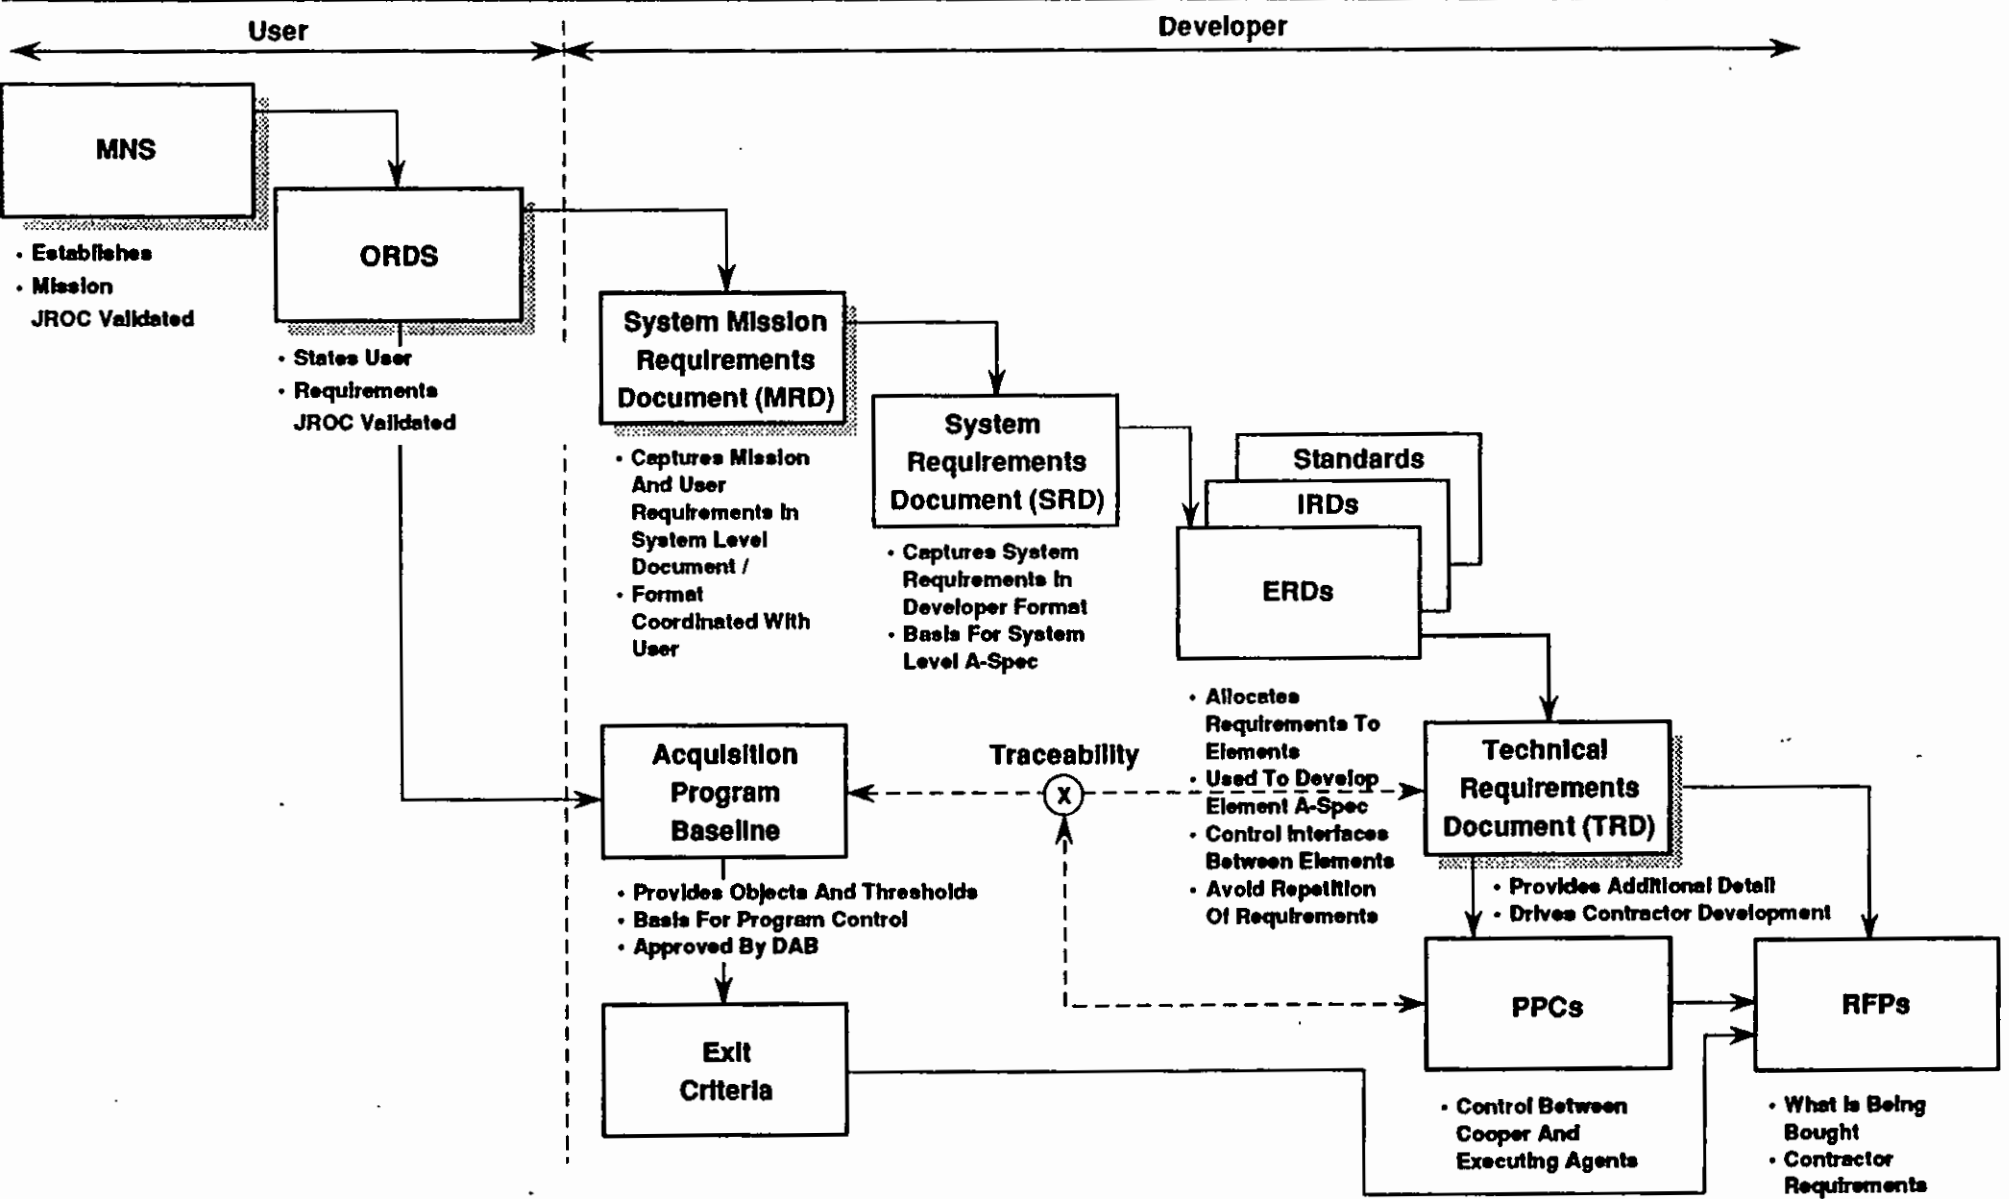 User
Developer
MNS
• Establishes
• Mission
JROC Validated
ORDS
• States User
• Requirements
JROC Validated
System Mission
Requirements
Document (MRD)
• Captures Mission
And User
Requirements In
System Level
Document /
• Format
Coordinated With
User
System
Requirements
Document (SRD)
• Captures System
Requirements In
Developer Format
• Basis For System
Level A-Spec
Standards
IRDs
ERDs
• Allocates
Requirements To
Elements
• Used To Develop
Element A-Spec
• Control Interfaces
Between Elements
• Avoid Repetition
Of Requirements
Acquisition
Program
Baseline
• Provides Objects And Thresholds
• Basis For Program Control
• Approved By DAB
Traceability
X
Technical
Requirements
Document (TRD)
• Provides Additional Detail
• Drives Contractor Development
Exit
Criteria
PPCs
• Control Between
Cooper And
Executing Agents
RFPs
• What Is Being
Bought
• Contractor
Requirements